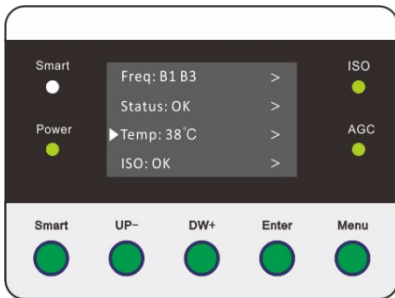 Smart
ISO
Freq: B1 B3 >
Status: OK >
Power
Temp: 38℃ >
AGC
ISO: OK >
Smart UP- DW+ Enter Menu